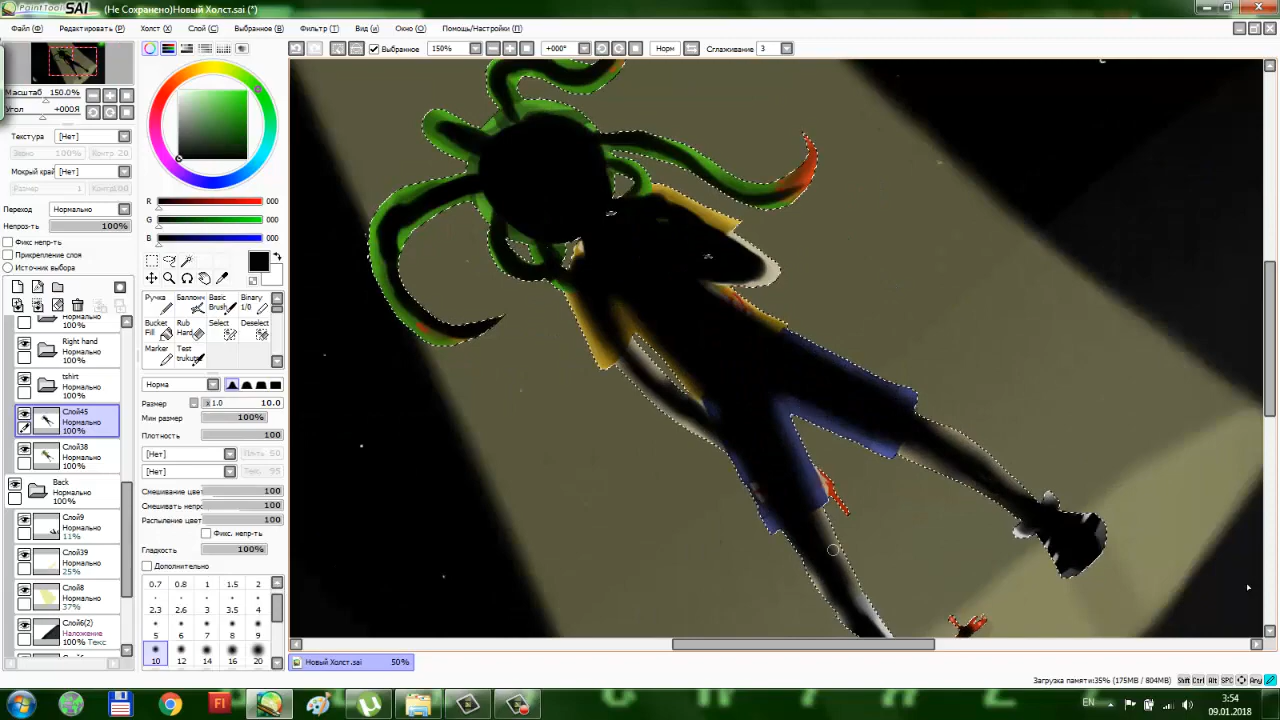 PaintTool SAI (Не Сохранено)Новый Холст.sai (*)
Файл (F) Редактировать (P) Холст (X) Слой (C) Выбранное (B) Фильтр (T) Вид (и) Окно (O) Помощь/Настройки (П)
Выбранное 150% +000° Норм Сглаживание 3
Масштаб 150.0%
Угол +000Я
Текстура [Нет]
100%
Мокрый край [Нет]
Размер 1
Переход Нормально
Непроз-ть 100%
Фикс непр-ть
Прикрепление слоя
Источник выбора
100%
Right hand
Нормально
100%
tshirt
Нормально
100%
Слой45
Нормально
100%
Слой38
Нормально
100%
Back
Нормально
100%
Слой9
Нормально
11%
Слой39
Нормально
25%
Слой8
Нормально
37%
Слой6(2)
Наложение
100% Текс
R 000
G 000
B 000
Ручка Basic Brush Binary 1/0
Bucket Fill Rub Hard Select Deselect
Marker Test
Норма
Размер x 1.0 10.0
Мин размер 100%
Плотность 100
[Нет]
[Нет]
Смешивание цвет 100
Смешивать непро 100
Распыление цвет 100
Фикс. непр-ть
Гладкость 100%
Дополнительно
0.7 0.8 1 1.5 2
2.3 2.6 3 3.5 4
5 6 7 8 9
10 12 14 16 20
Новый Холст.sai 50%
Загрузка памяти:35% (175MB / 804MB) Shift Ctrl Alt SPC Any
EN 3:54
09.01.2018